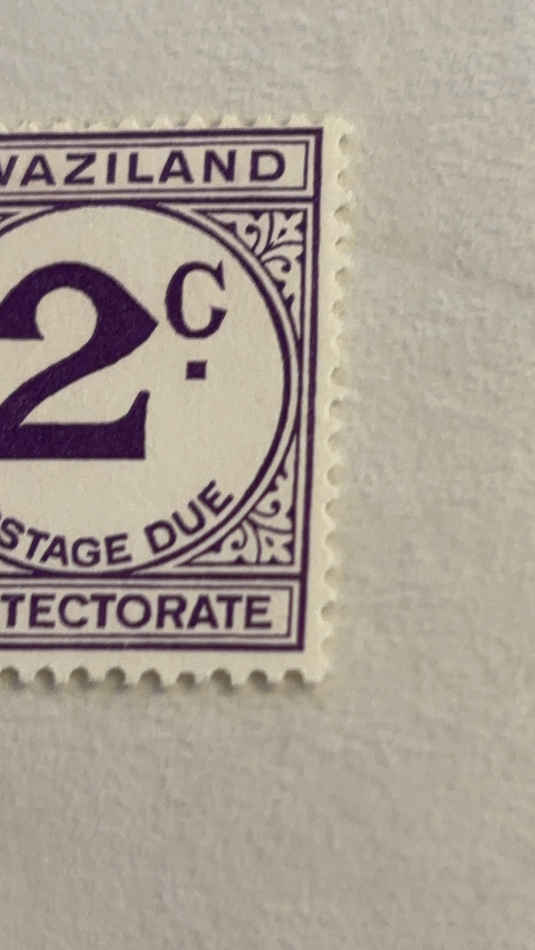 WAZILAND
2c.
STAGE DUE
TECTORATE